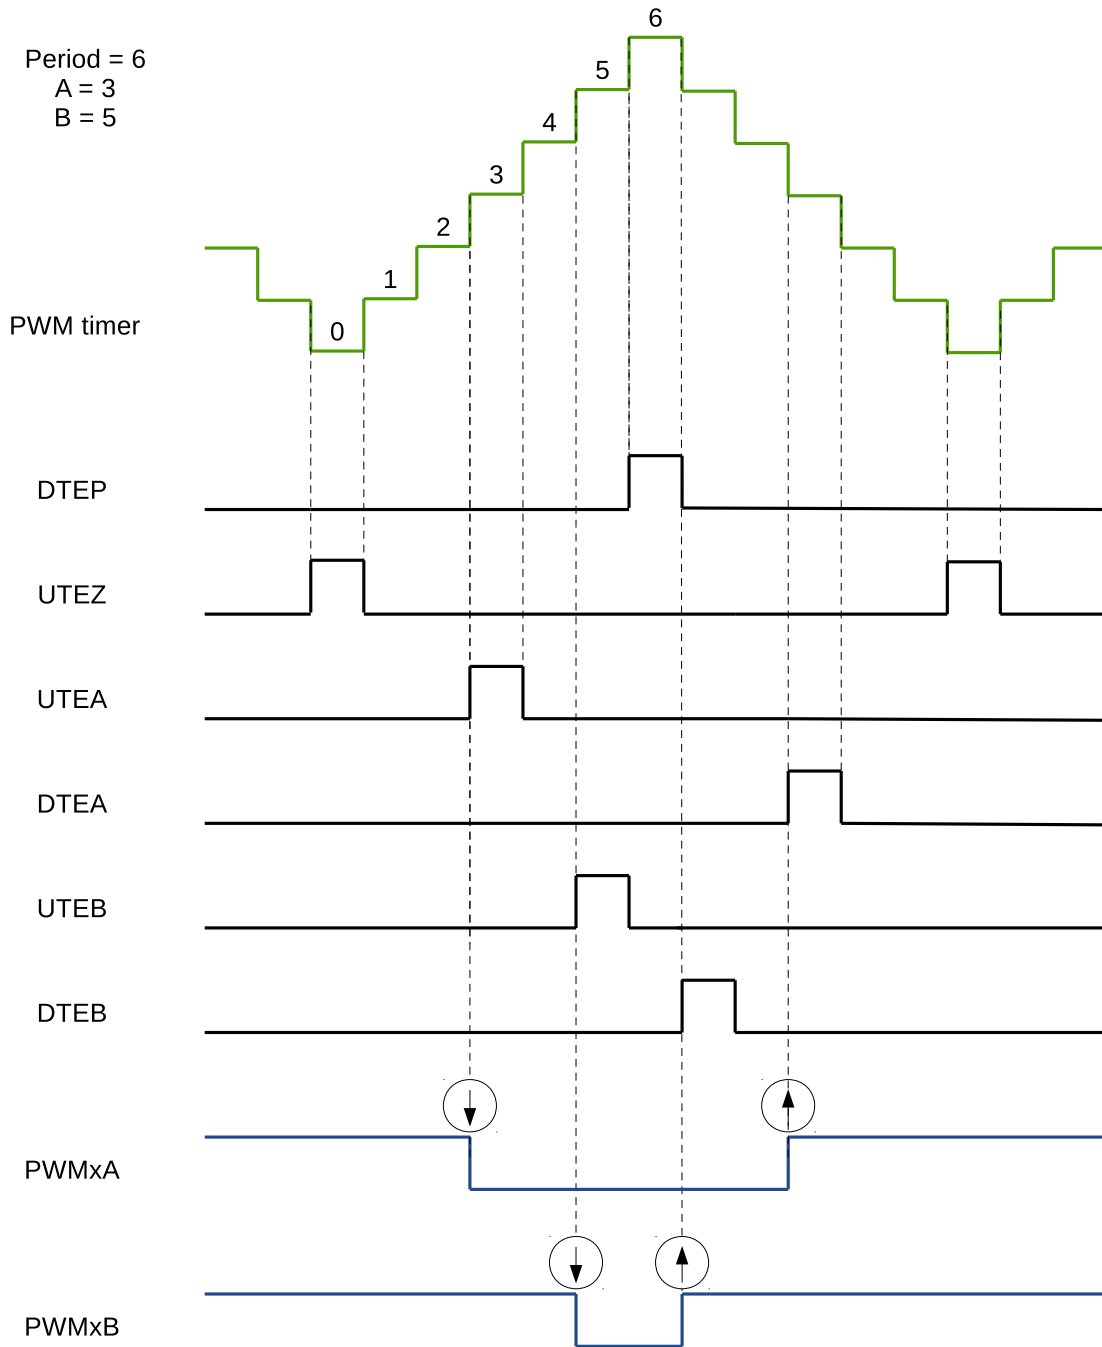 6
Period = 6
A = 3
B = 5
5
4
3
2
1
0
PWM timer
DTEP
UTEZ
UTEA
DTEA
UTEB
DTEB
PWMxA
PWMxB